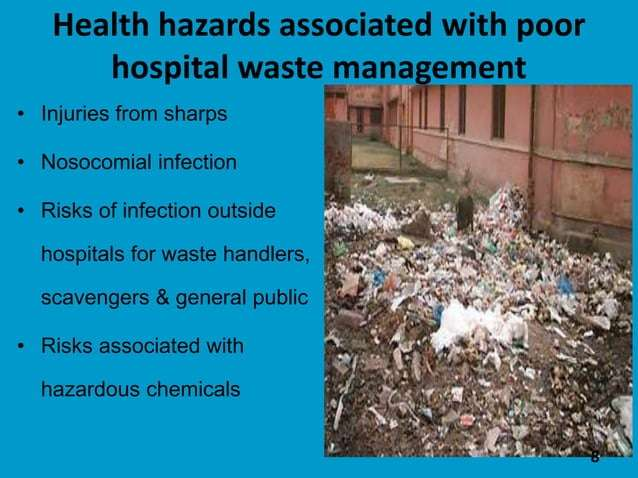 Health hazards associated with poor
hospital waste management
• Injuries from sharps
• Nosocomial infection
• Risks of infection outside
hospitals for waste handlers,
scavengers & general public
• Risks associated with
hazardous chemicals
8